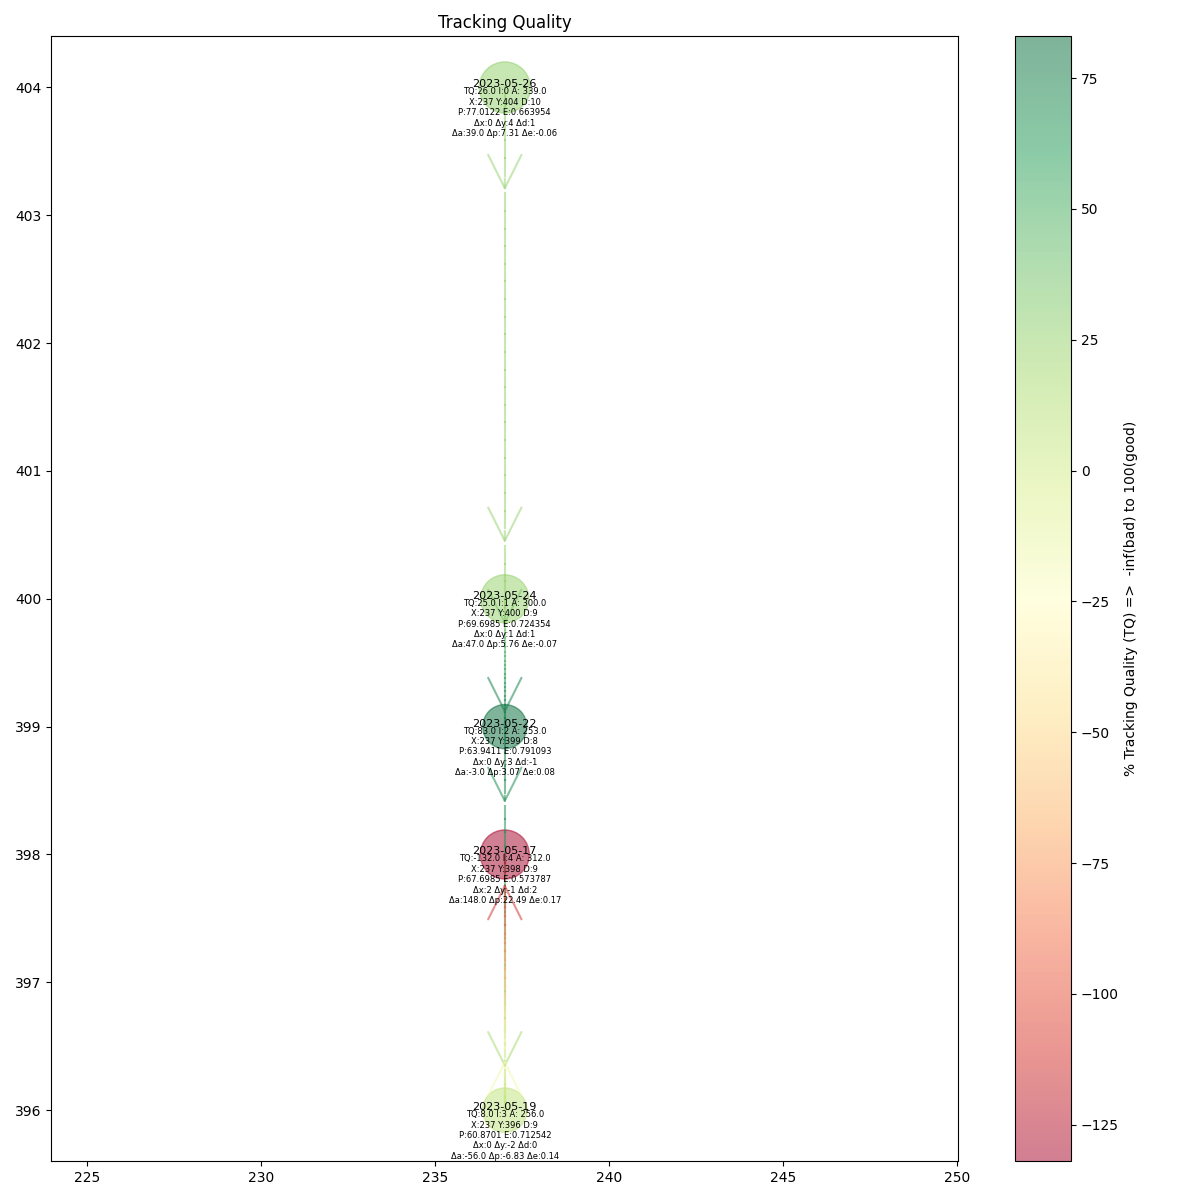 Tracking Quality
404
403
402
401
400
399
398
397
396
225
230
235
240
245
250
2023-05-26
TQ:26.0 I:0 A: 339.0
X:237 Y:404 D:10
P:77.0122 E:0.663954
Δx:0 Δy:4 Δd:1
Δa:39.0 Δp:7.31 Δe:-0.06
2023-05-24
TQ:25.0 I:1 A: 300.0
X:237 Y:400 D:9
P:69.6985 E:0.724354
Δx:0 Δy:1 Δd:1
Δa:47.0 Δp:5.76 Δe:-0.07
2023-05-22
TQ:83.0 I:2 A: 253.0
X:237 Y:399 D:8
P:63.9411 E:0.791093
Δx:0 Δy:3 Δd:-1
Δa:-3.0 Δp:3.07 Δe:0.08
2023-05-17
TQ:-132.0 I:4 A: 312.0
X:237 Y:398 D:9
P:67.6985 E:0.573787
Δx:2 Δy:-1 Δd:2
Δa:148.0 Δp:22.49 Δe:0.17
2023-05-19
TQ:8.0 I:3 A: 256.0
X:237 Y:396 D:9
P:60.8701 E:0.712542
Δx:0 Δy:-2 Δd:0
Δa:-56.0 Δp:-6.83 Δe:0.14
75
50
25
0
−25
−50
−75
−100
−125
% Tracking Quality (TQ) => -inf(bad) to 100(good)